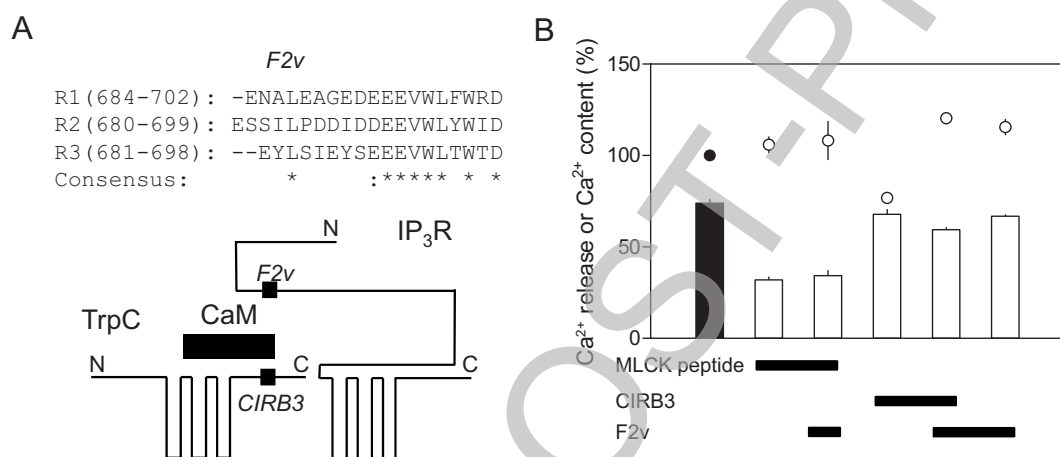 A
F2v
R1(684-702): -ENALEAGEDEEEVWLFWRD
R2(680-699): ESSILPDDIDDEEVWLYWID
R3(681-698): --EYLSIEYSEEEVWLTWTD
Consensus: * :***** * *
N
IP3R
F2v
TrpC
CaM
N
C
C
CIRB3
B
Ca2+ release or Ca2+ content (%)
150
100
50
0
MLCK peptide
CIRB3
F2v
OST-P